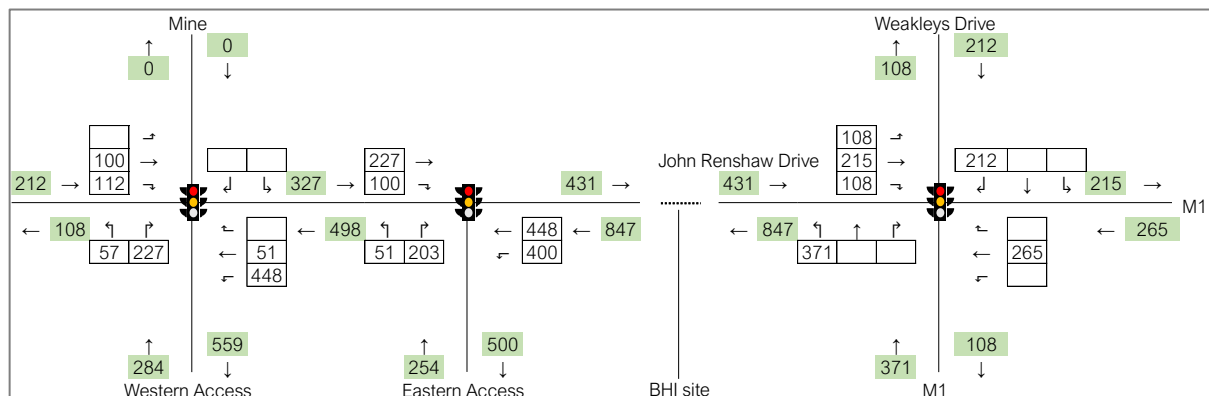 Mine Weakleys Drive
0 212
0 108
108
100 227 John Renshaw Drive 215 212
212 112 327 100 431 431 108 215
M1
108 498 448 847 847 265
57 227 51 51 203 400 371 265
448
559 500 108
284 254 371
Western Access Eastern Access BHI site M1